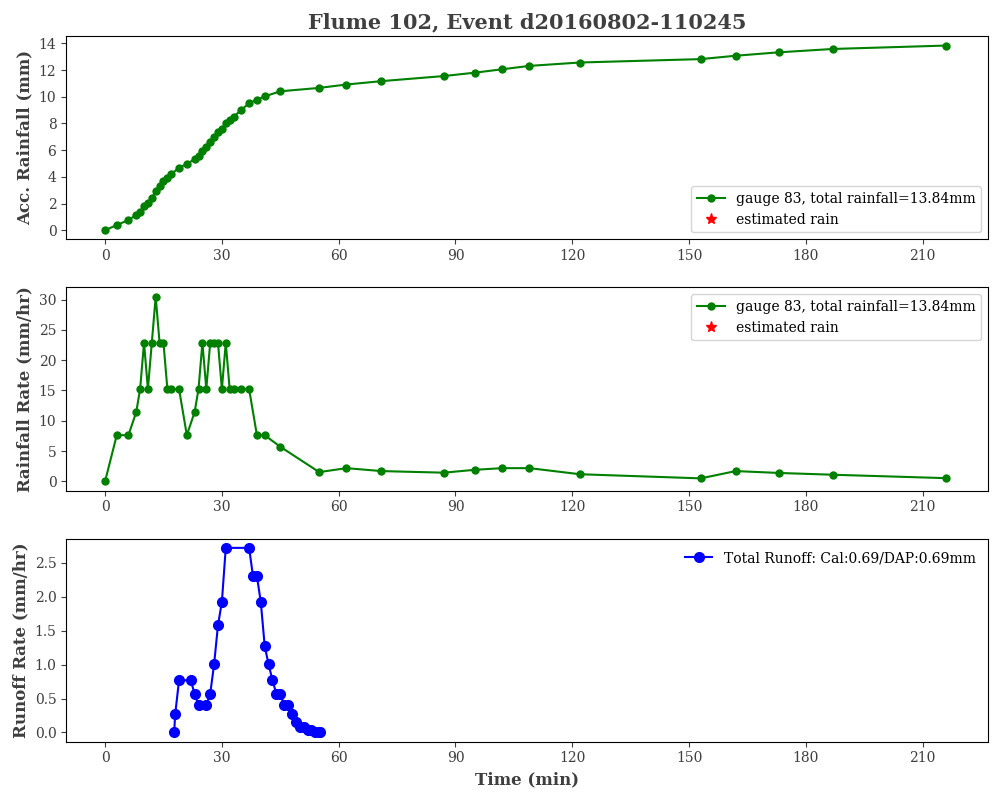 Flume 102, Event d20160802-110245
14
12
10
8
6
4
2
0
Acc. Rainfall (mm)
gauge 83, total rainfall=13.84mm
estimated rain
0 30 60 90 120 150 180 210
30
25
20
15
10
5
0
Rainfall Rate (mm/hr)
gauge 83, total rainfall=13.84mm
estimated rain
0 30 60 90 120 150 180 210
2.5
2.0
1.5
1.0
0.5
0.0
Runoff Rate (mm/hr)
Total Runoff: Cal:0.69/DAP:0.69mm
0 30 60 90 120 150 180 210
Time (min)